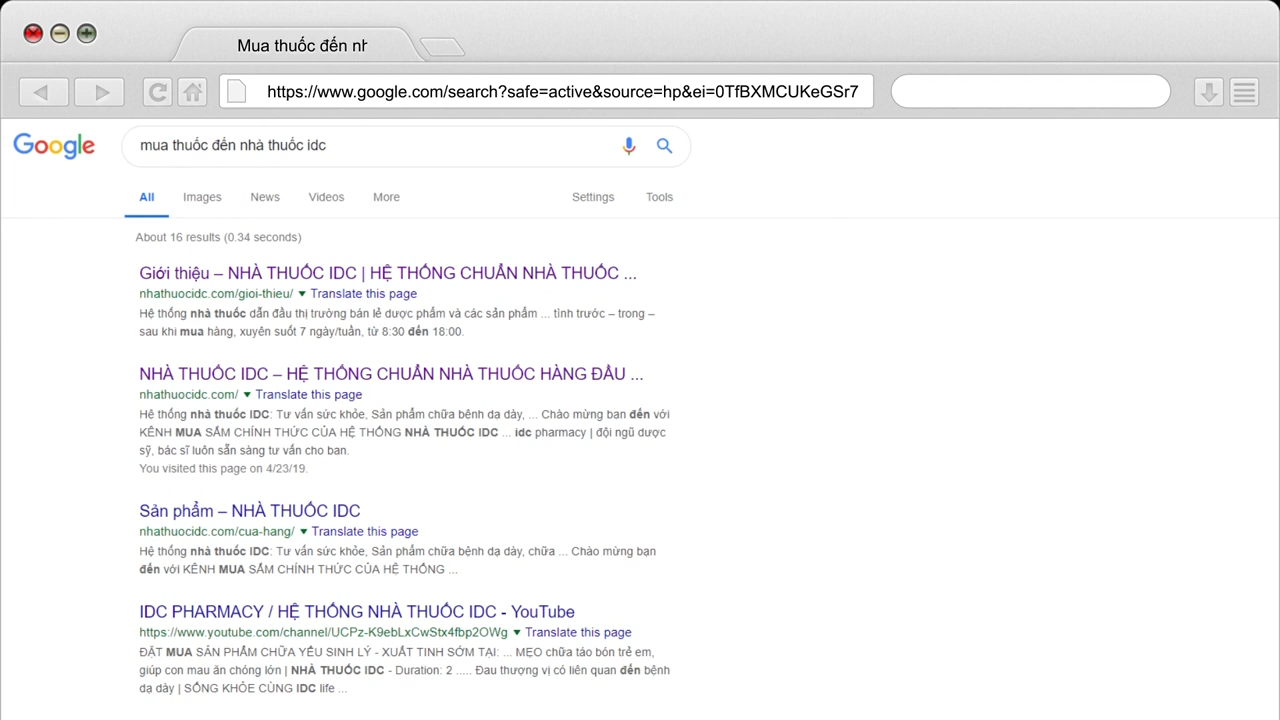 Mua thuốc đến nh
https://www.google.com/search?safe=active&source=hp&ei=0TfBXMCUKeGSr7
Google
mua thuốc đến nhà thuốc idc
All Images News Videos More Settings Tools
About 16 results (0.34 seconds)
Giới thiệu – NHÀ THUỐC IDC | HỆ THỐNG CHUẨN NHÀ THUỐC ...
nhathuocidc.com/gioi-thieu/ ▼ Translate this page
Hệ thống nhà thuốc dẫn đầu thị trường bán lẻ dược phẩm và các sản phẩm ... tình trước – trong –
sau khi mua hàng, xuyên suốt 7 ngày/tuần, từ 8:30 đến 18:00.
NHÀ THUỐC IDC – HỆ THỐNG CHUẨN NHÀ THUỐC HÀNG ĐẦU ...
nhathuocidc.com/ ▼ Translate this page
Hệ thống nhà thuốc IDC: Tư vấn sức khỏe, Sản phẩm chữa bệnh dạ dày, ... Chào mừng bạn đến với
KÊNH MUA SẮM CHÍNH THỨC CỦA HỆ THỐNG NHÀ THUỐC IDC ... idc pharmacy | đội ngũ dược
sỹ, bác sĩ luôn sẵn sàng tư vấn cho bạn.
You visited this page on 4/23/19.
Sản phẩm – NHÀ THUỐC IDC
nhathuocidc.com/cua-hang/ ▼ Translate this page
Hệ thống nhà thuốc IDC: Tư vấn sức khỏe, Sản phẩm chữa bệnh dạ dày, chữa ... Chào mừng bạn
đến với KÊNH MUA SẮM CHÍNH THỨC CỦA HỆ THỐNG ...
IDC PHARMACY / HỆ THỐNG NHÀ THUỐC IDC - YouTube
https://www.youtube.com/channel/UCPz-K9ebLxCwStx4fbp2OWg ▼ Translate this page
ĐẶT MUA SẢN PHẨM CHỮA YẾU SINH LÝ - XUẤT TINH SỚM TẠI: ... MẸO chữa táo bón trẻ em,
giúp con mau ăn chóng lớn | NHÀ THUỐC IDC - Duration: 2 ..... Đau thượng vị có liên quan đến bệnh
dạ dày | SỐNG KHỎE CÙNG IDC life ...